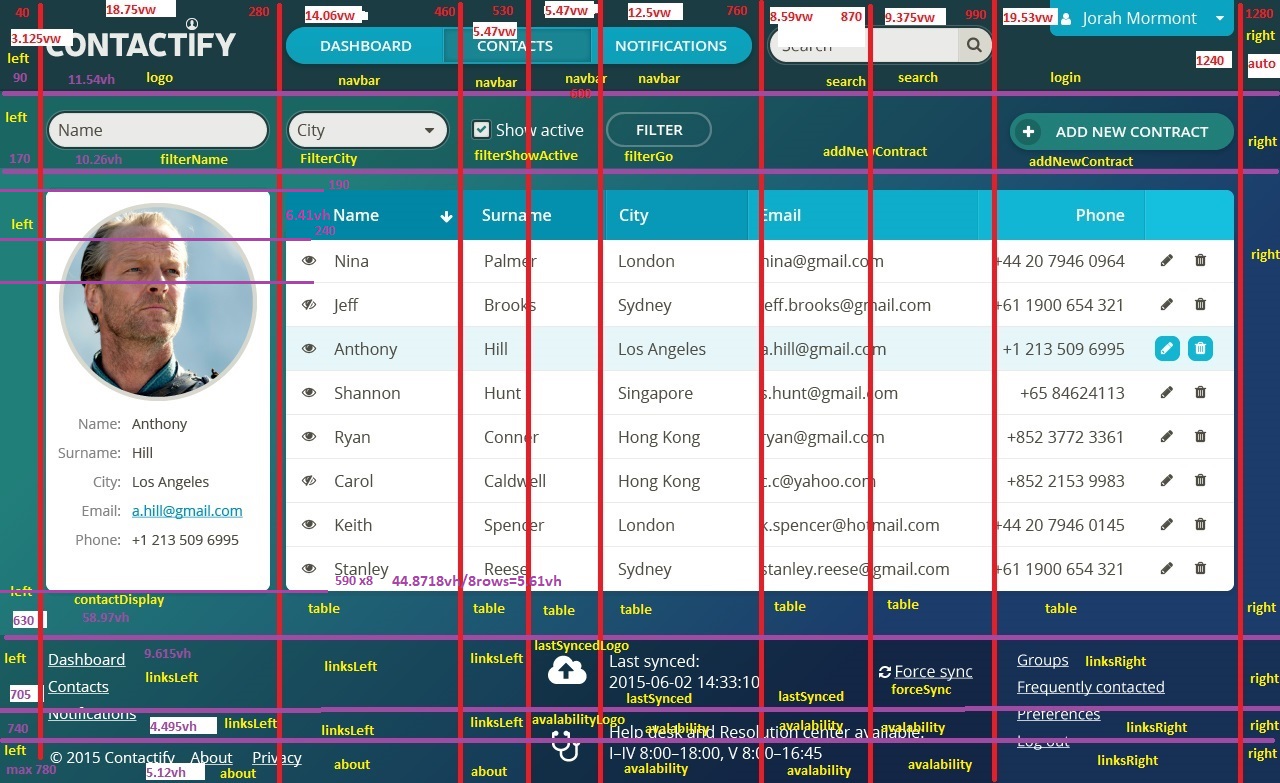 40 18.75vw 280 14.06vw 460 530 5.47vw 12.5vw 760 8.59vw 870 9.375vw 990 19.53vw Jorah Mormont 1280
3.125vw CONTACTIFY DASHBOARD 5.47vw CONTACTS NOTIFICATIONS Search right
left 1240 auto
90 11.54vh logo navbar navbar navbar navbar search search login
600
left Name City Show active FILTER ADD NEW CONTRACT right
170 10.26vh filterName FilterCity filterShowActive filterGo addNewContract addNewContract
190
left 6.41vh Name Surname City Email Phone
240
right
Nina Palmer London nina@gmail.com +44 20 7946 0964
Jeff Brooks Sydney jeff.brooks@gmail.com +61 1900 654 321
Anthony Hill Los Angeles a.hill@gmail.com +1 213 509 6995
Shannon Hunt Singapore s.hunt@gmail.com +65 84624113
Ryan Conner Hong Kong ryan@gmail.com +852 3772 3361
Carol Caldwell Hong Kong c.c@yahoo.com +852 2153 9983
Keith Spencer London k.spencer@hotmail.com +44 20 7946 0145
Stanley Reese Sydney stanley.reese@gmail.com +61 1900 654 321
Name: Anthony
Surname: Hill
City: Los Angeles
Email: a.hill@gmail.com
Phone: +1 213 509 6995
590 x8 44.8718vh/8rows=5.61vh
left contactDisplay table table table table table table table right
630 58.97vh
left Dashboard 9.615vh linksLeft linksLeft lastSyncedLogo Last synced: Groups linksRight
Contacts linksLeft 2015-06-02 14:33:10 Force sync Frequently contacted right
705 lastSynced lastSynced forceSync
Notifications 4.495vh linksLeft linksLeft linksLeft avalabilityLogo avalability avalability avalability Preferences linksRight right
740 Help desk and Resolution center available. Log out
left © 2015 Contactify About Privacy I–IV 8:00–18:00, V 8:00–16:45 linksRight right
max 780 5.12vh about about about avalability avalability avalability